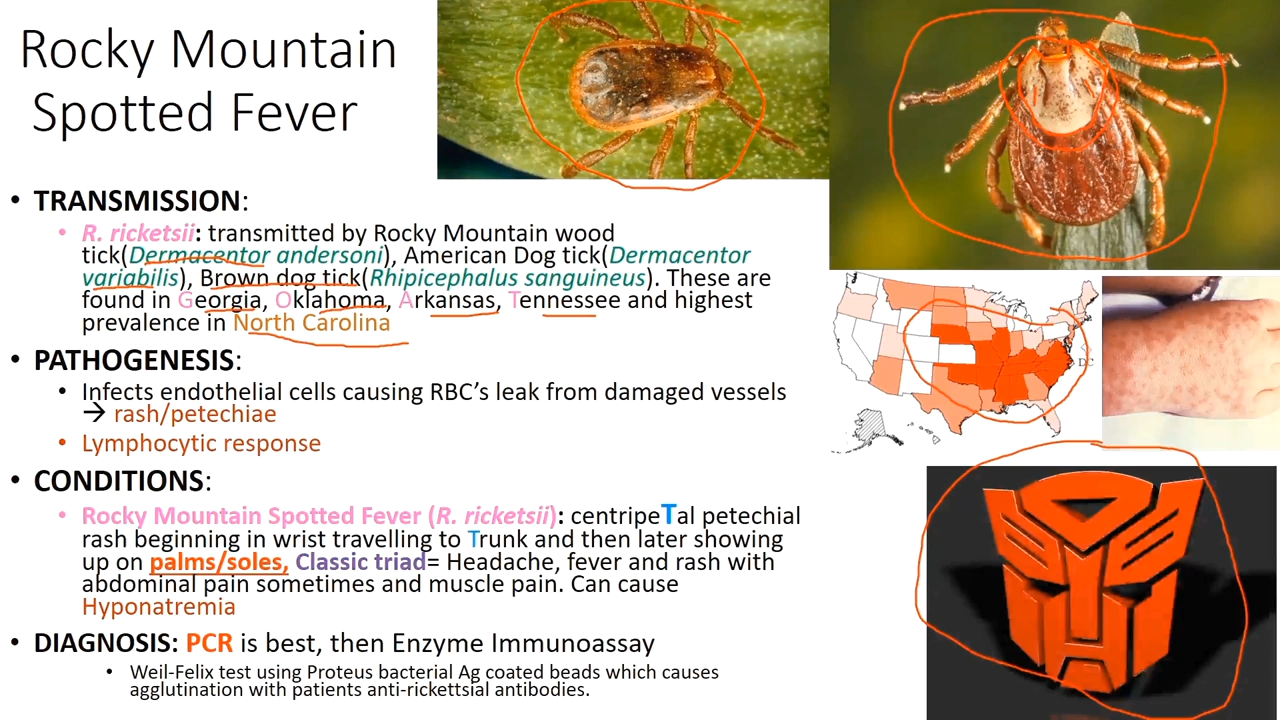 Rocky Mountain
Spotted Fever
• TRANSMISSION:
• R. ricketsii: transmitted by Rocky Mountain wood
tick(Dermacentor andersoni), American Dog tick(Dermacentor
variabilis), Brown dog tick(Rhipicephalus sanguineus). These are
found in Georgia, Oklahoma, Arkansas, Tennessee and highest
prevalence in North Carolina
• PATHOGENESIS:
• Infects endothelial cells causing RBC's leak from damaged vessels
→ rash/petechiae
• Lymphocytic response
• CONDITIONS:
• Rocky Mountain Spotted Fever (R. ricketsii): centripeTal petechial
rash beginning in wrist travelling to Trunk and then later showing
up on palms/soles, Classic triad= Headache, fever and rash with
abdominal pain sometimes and muscle pain. Can cause
Hyponatremia
• DIAGNOSIS: PCR is best, then Enzyme Immunoassay
• Weil-Felix test using Proteus bacterial Ag coated beads which causes
agglutination with patients anti-rickettsial antibodies.
DC